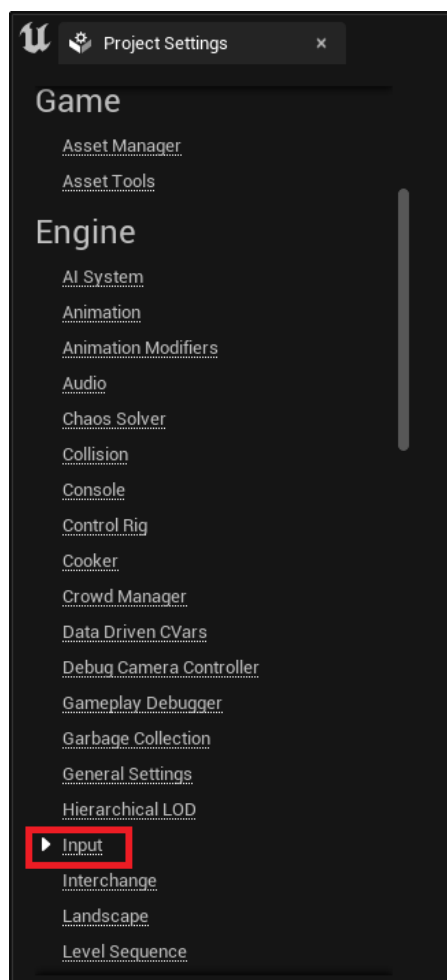 Project Settings
Game
Asset Manager
Asset Tools
Engine
AI System
Animation
Animation Modifiers
Audio
Chaos Solver
Collision
Console
Control Rig
Cooker
Crowd Manager
Data Driven CVars
Debug Camera Controller
Gameplay Debugger
Garbage Collection
General Settings
Hierarchical LOD
Input
Interchange
Landscape
Level Sequence